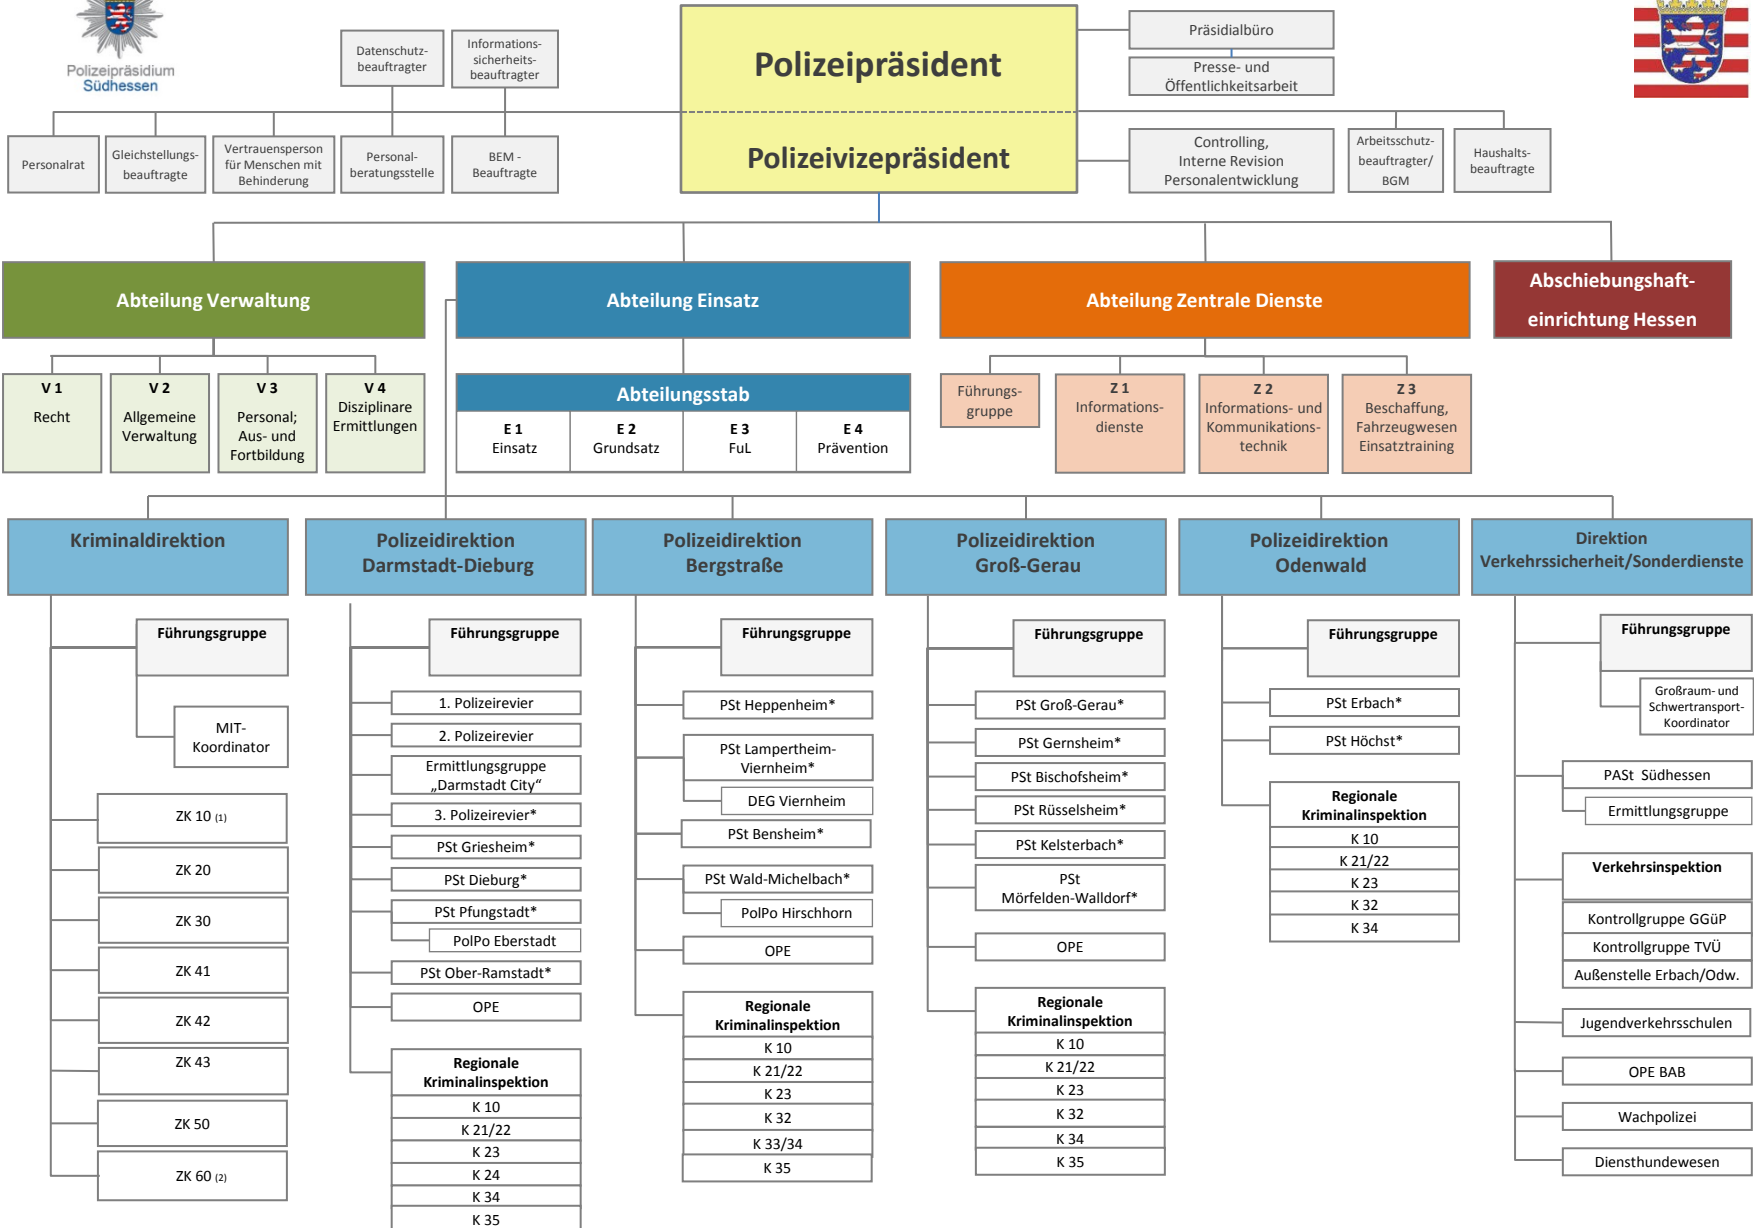 Polizeipräsidium
Südhessen
Datenschutz-
beauftragter
Informations-
sicherheits-
beauftragter
Polizeipräsident
Präsidialbüro
Presse- und
Öffentlichkeitsarbeit
Personalrat
Gleichstellungs-
beauftragte
Vertrauensperson
für Menschen mit
Behinderung
Personal-
beratungsstelle
BEM -
Beauftragte
Polizeivizepräsident
Controlling,
Interne Revision
Personalentwicklung
Arbeitsschutz-
beauftragter/
BGM
Haushalts-
beauftragte
Abteilung Verwaltung
Abteilung Einsatz
Abteilung Zentrale Dienste
Abschiebungshaft-
einrichtung Hessen
V 1
Recht
V 2
Allgemeine
Verwaltung
V 3
Personal;
Aus- und
Fortbildung
V 4
Disziplinare
Ermittlungen
Abteilungsstab
E 1
Einsatz
E 2
Grundsatz
E 3
FuL
E 4
Prävention
Führungs-
gruppe
Z 1
Informations-
dienste
Z 2
Informations- und
Kommunikations-
technik
Z 3
Beschaffung,
Fahrzeugwesen
Einsatztraining
Kriminaldirektion
Führungsgruppe
MIT-
Koordinator
ZK 10 (1)
ZK 20
ZK 30
ZK 41
ZK 42
ZK 43
ZK 50
ZK 60 (2)
Polizeidirektion
Darmstadt-Dieburg
Führungsgruppe
1. Polizeirevier
2. Polizeirevier
Ermittlungsgruppe
„Darmstadt City“
3. Polizeirevier*
PSt Griesheim*
PSt Dieburg*
PSt Pfungstadt*
PolPo Eberstadt
PSt Ober-Ramstadt*
OPE
Regionale
Kriminalinspektion
K 10
K 21/22
K 23
K 24
K 34
K 35
Polizeidirektion
Bergstraße
Führungsgruppe
PSt Heppenheim*
PSt Lampertheim-
Viernheim*
DEG Viernheim
PSt Bensheim*
PSt Wald-Michelbach*
PolPo Hirschhorn
OPE
Regionale
Kriminalinspektion
K 10
K 21/22
K 23
K 32
K 33/34
K 35
Polizeidirektion
Groß-Gerau
Führungsgruppe
PSt Groß-Gerau*
PSt Gernsheim*
PSt Bischofsheim*
PSt Rüsselsheim*
PSt Kelsterbach*
PSt
Mörfelden-Walldorf*
OPE
Regionale
Kriminalinspektion
K 10
K 21/22
K 23
K 32
K 34
K 35
Polizeidirektion
Odenwald
Führungsgruppe
PSt Erbach*
PSt Höchst*
Regionale
Kriminalinspektion
K 10
K 21/22
K 23
K 32
K 34
Direktion
Verkehrssicherheit/Sonderdienste
Führungsgruppe
Großraum- und
Schwertransport-
Koordinator
PASt Südhessen
Ermittlungsgruppe
Verkehrsinspektion
Kontrollgruppe GGüP
Kontrollgruppe TVÜ
Außenstelle Erbach/Odw.
Jugendverkehrsschulen
OPE BAB
Wachpolizei
Diensthundewesen